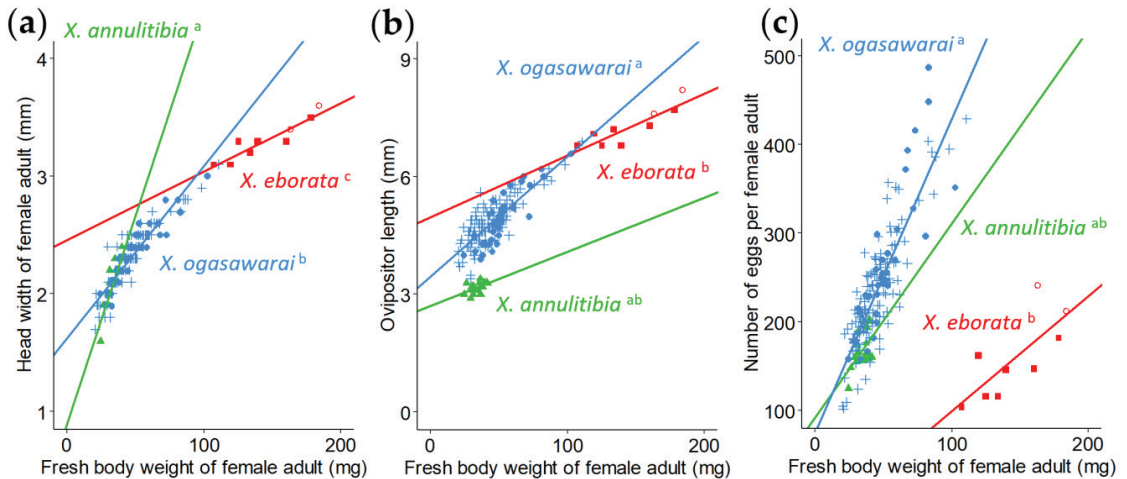 (a)
X. annulitibia a
X. ogasawarai b
X. eborata c
Head width of female adult (mm)
4
3
2
1
0
100
200
Fresh body weight of female adult (mg)
(b)
X. ogasawarai a
X. eborata b
X. annulitibia ab
Ovipositor length (mm)
9
6
3
0
0
100
200
Fresh body weight of female adult (mg)
(c)
X. ogasawarai a
X. annulitibia ab
X. eborata b
Number of eggs per female adult
500
400
300
200
100
0
100
200
Fresh body weight of female adult (mg)